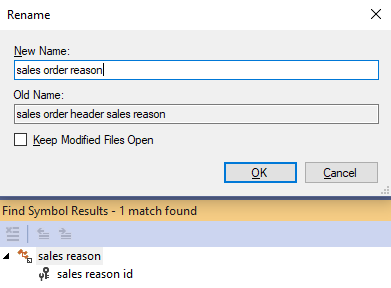 Rename
New Name:
sales order reason
Old Name:
sales order header sales reason
Keep Modified Files Open
OK
Cancel
Find Symbol Results - 1 match found
sales reason
sales reason id